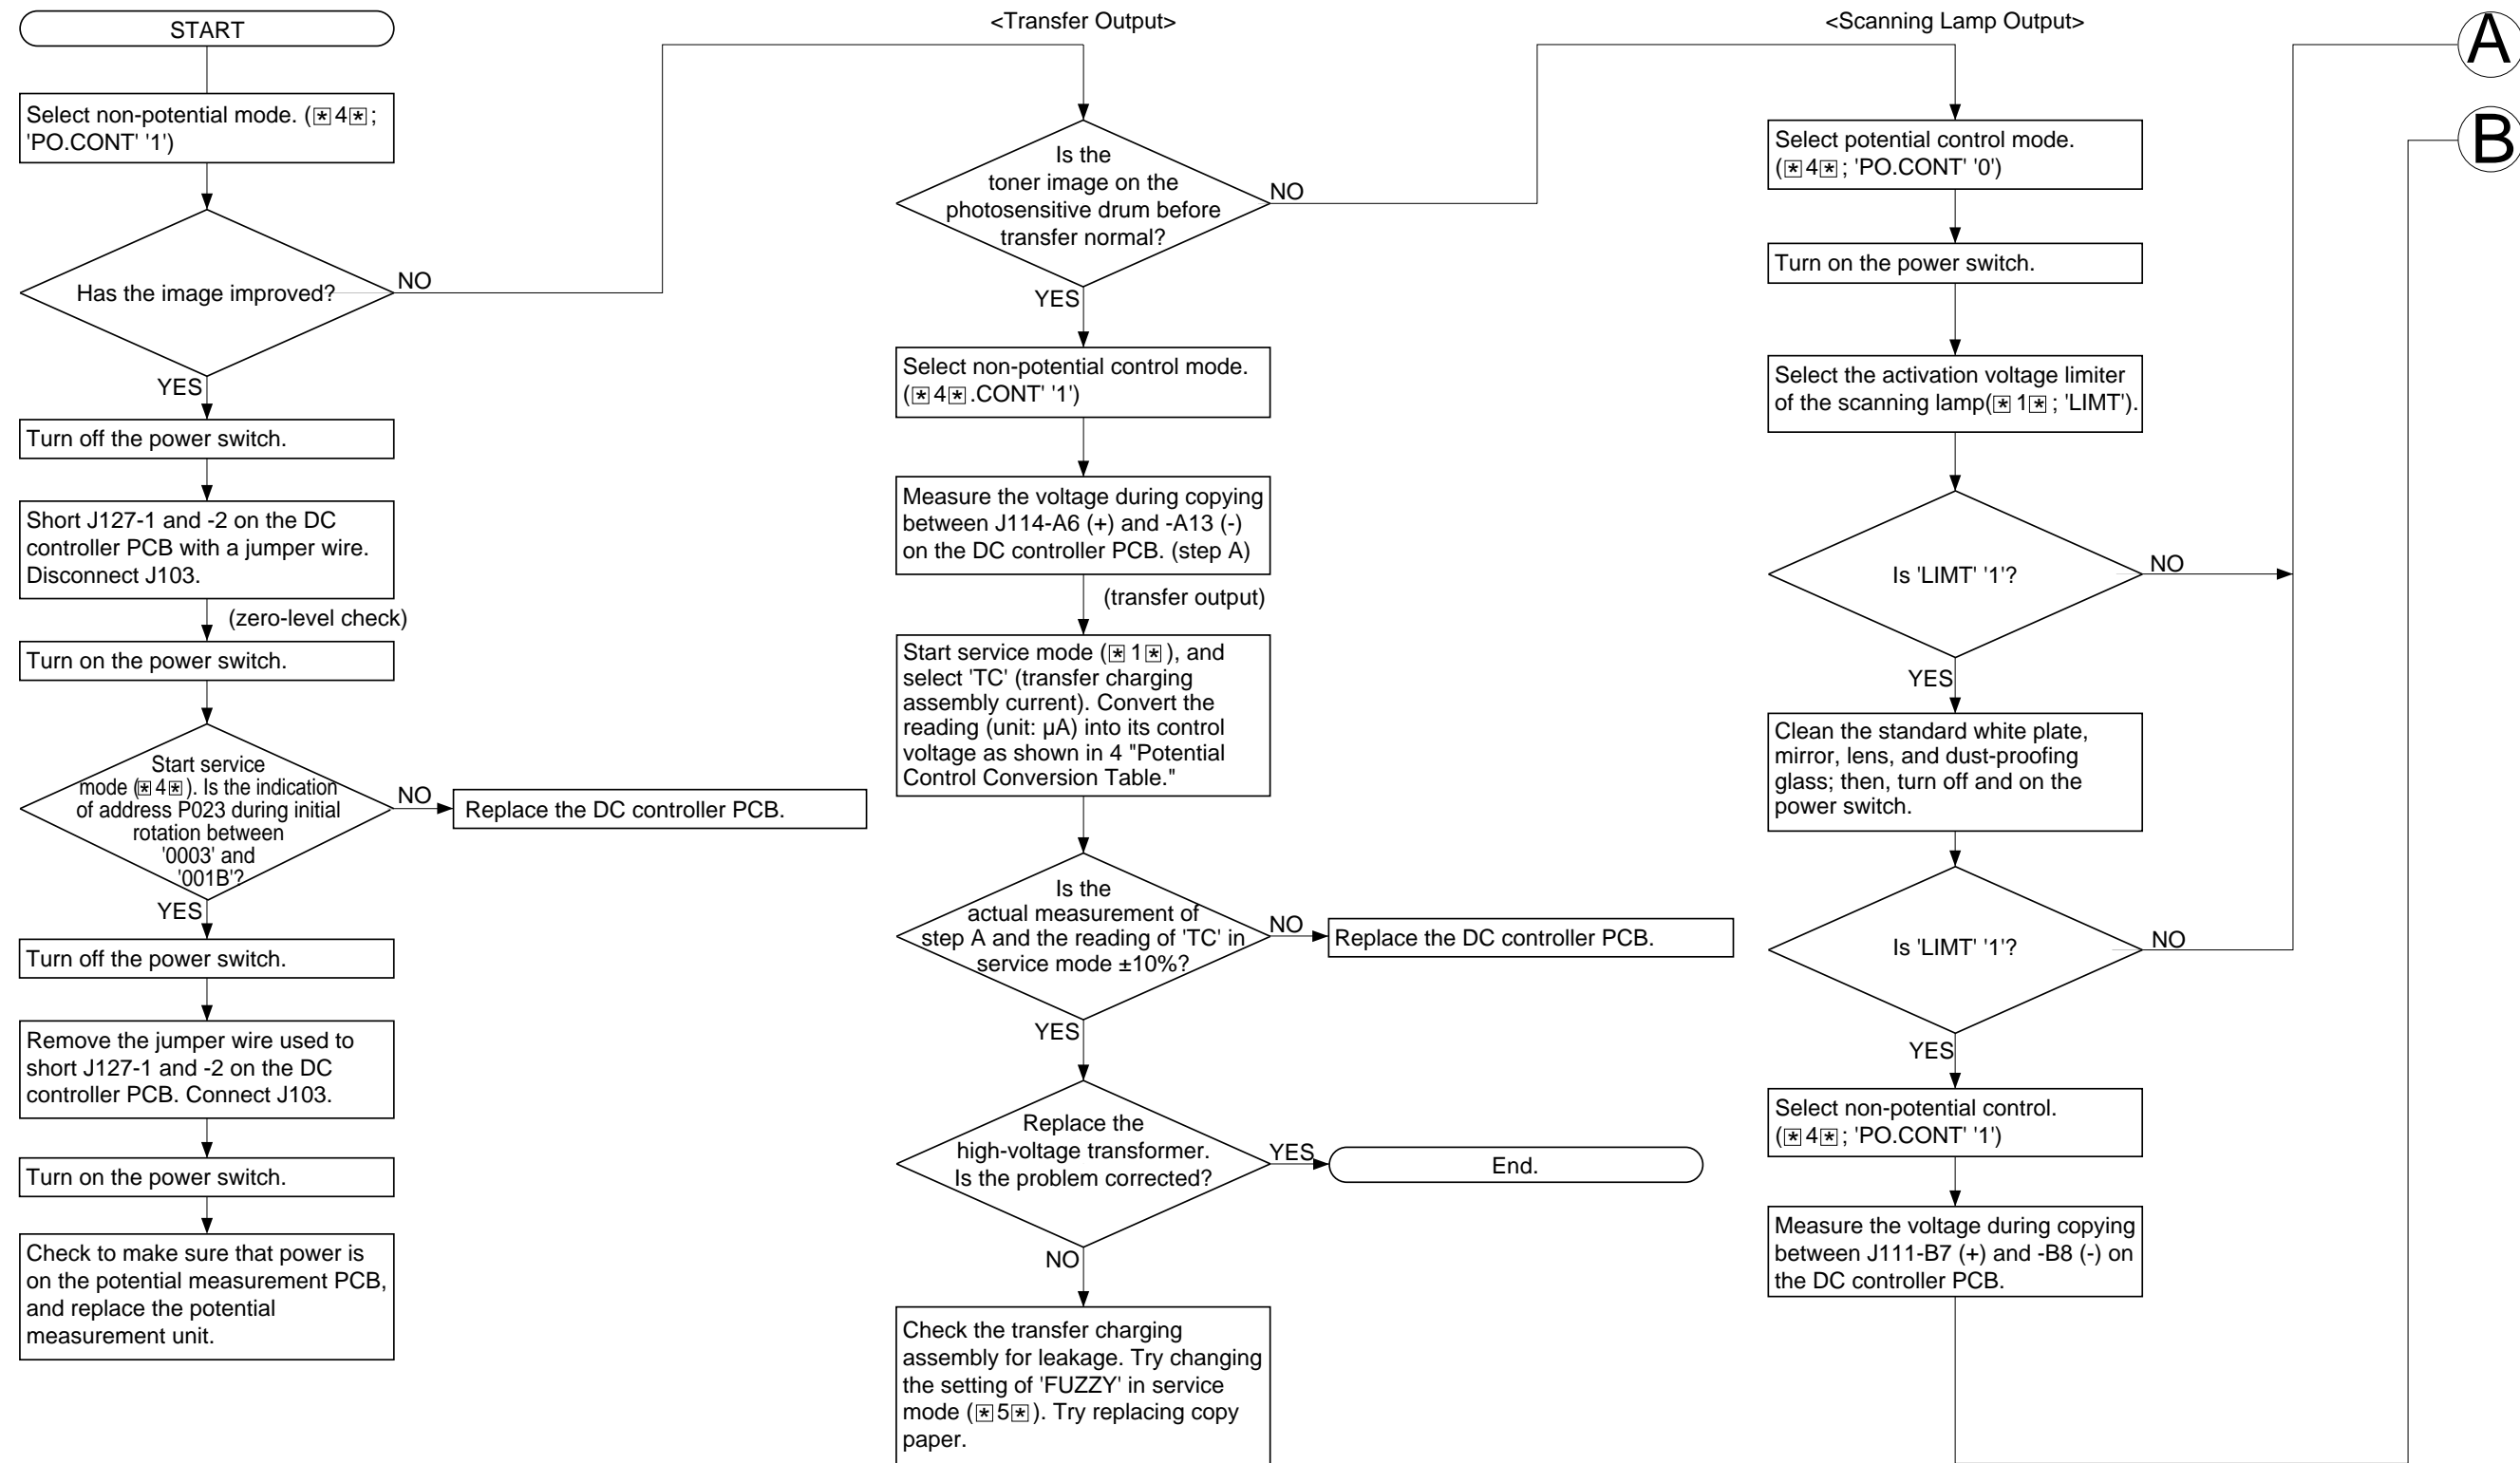 START
Select non-potential mode. (*4*;
'PO.CONT' '1')
Has the image improved?
NO
YES
Turn off the power switch.
Short J127-1 and -2 on the DC
controller PCB with a jumper wire.
Disconnect J103.
(zero-level check)
Turn on the power switch.
Start service
mode (*4*). Is the indication
of address P023 during initial
rotation between
'0003' and
'001B'?
NO
Replace the DC controller PCB.
YES
Turn off the power switch.
Remove the jumper wire used to
short J127-1 and -2 on the DC
controller PCB. Connect J103.
Turn on the power switch.
Check to make sure that power is
on the potential measurement PCB,
and replace the potential
measurement unit.
<Transfer Output>
Is the
toner image on the
photosensitive drum before
transfer normal?
NO
YES
Select non-potential control mode.
(*4*.CONT' '1')
Measure the voltage during copying
between J114-A6 (+) and -A13 (-)
on the DC controller PCB. (step A)
(transfer output)
Start service mode (*1*), and
select 'TC' (transfer charging
assembly current). Convert the
reading (unit: µA) into its control
voltage as shown in 4 "Potential
Control Conversion Table."
Is the
actual measurement of
step A and the reading of 'TC' in
service mode ±10%?
NO
Replace the DC controller PCB.
YES
Replace the
high-voltage transformer.
Is the problem corrected?
YES
End.
NO
Check the transfer charging
assembly for leakage. Try changing
the setting of 'FUZZY' in service
mode (*5*). Try replacing copy
paper.
<Scanning Lamp Output>
Select potential control mode.
(*4*; 'PO.CONT' '0')
Turn on the power switch.
Select the activation voltage limiter
of the scanning lamp(*1*; 'LIMT').
Is 'LIMT' '1'?
NO
YES
Clean the standard white plate,
mirror, lens, and dust-proofing
glass; then, turn off and on the
power switch.
Is 'LIMT' '1'?
NO
YES
Select non-potential control.
(*4*; 'PO.CONT' '1')
Measure the voltage during copying
between J111-B7 (+) and -B8 (-) on
the DC controller PCB.
A
B